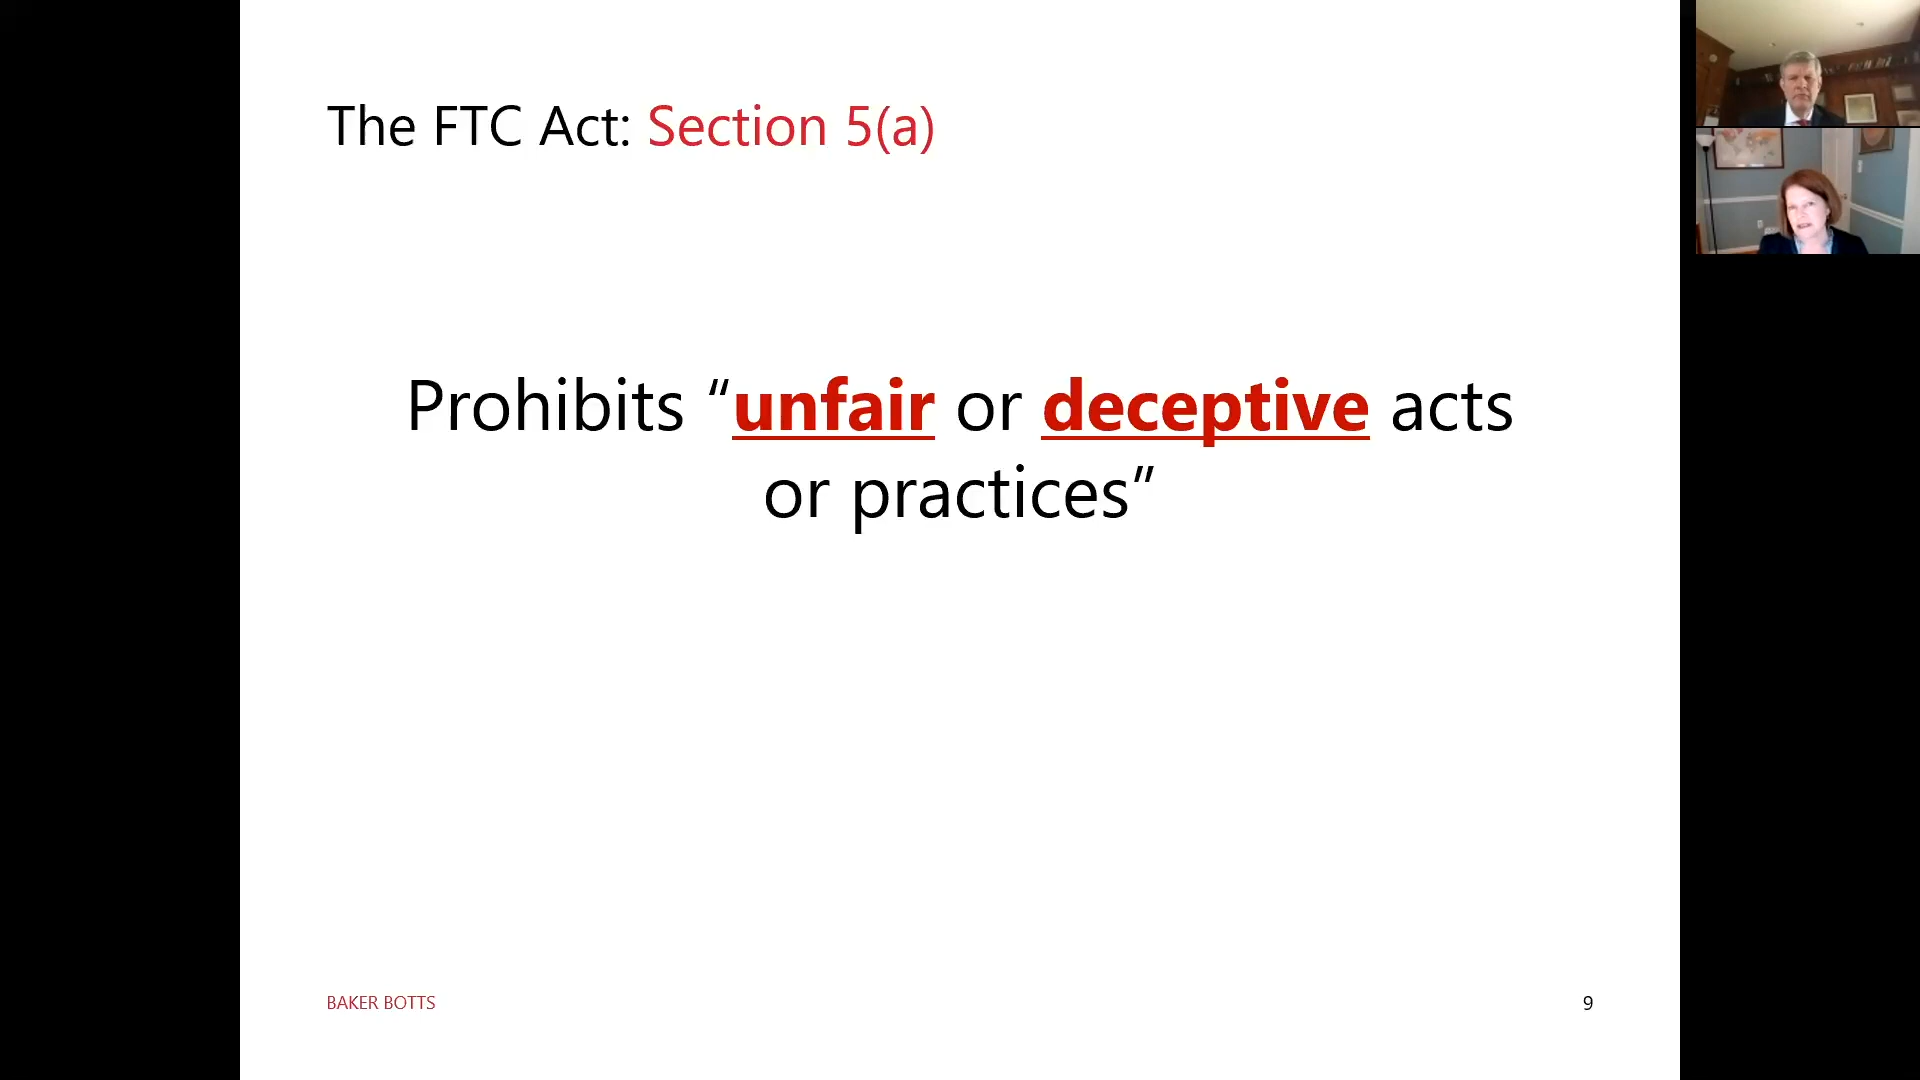 The FTC Act: Section 5(a)
Prohibits “unfair or deceptive acts
or practices”
BAKER BOTTS
9